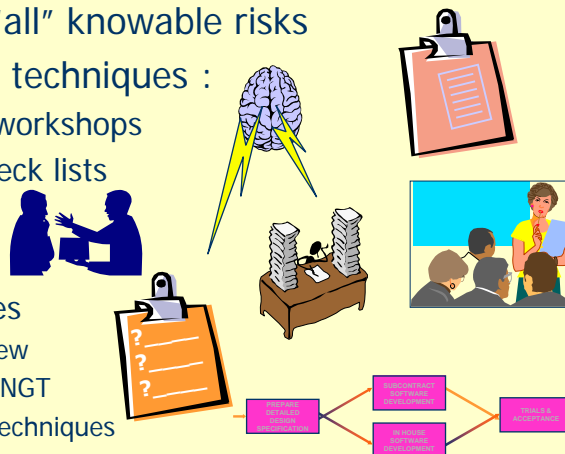 "all" knowable risks
techniques :
workshops
eck lists
es
ew
NGT
echniques
?
?
?
PREPARE
DETAILED
DESIGN
SPECIFICATION
SUBCONTRACT
SOFTWARE
DEVELOPMENT
IN HOUSE
SOFTWARE
DEVELOPMENT
TRIALS &
ACCEPTANCE